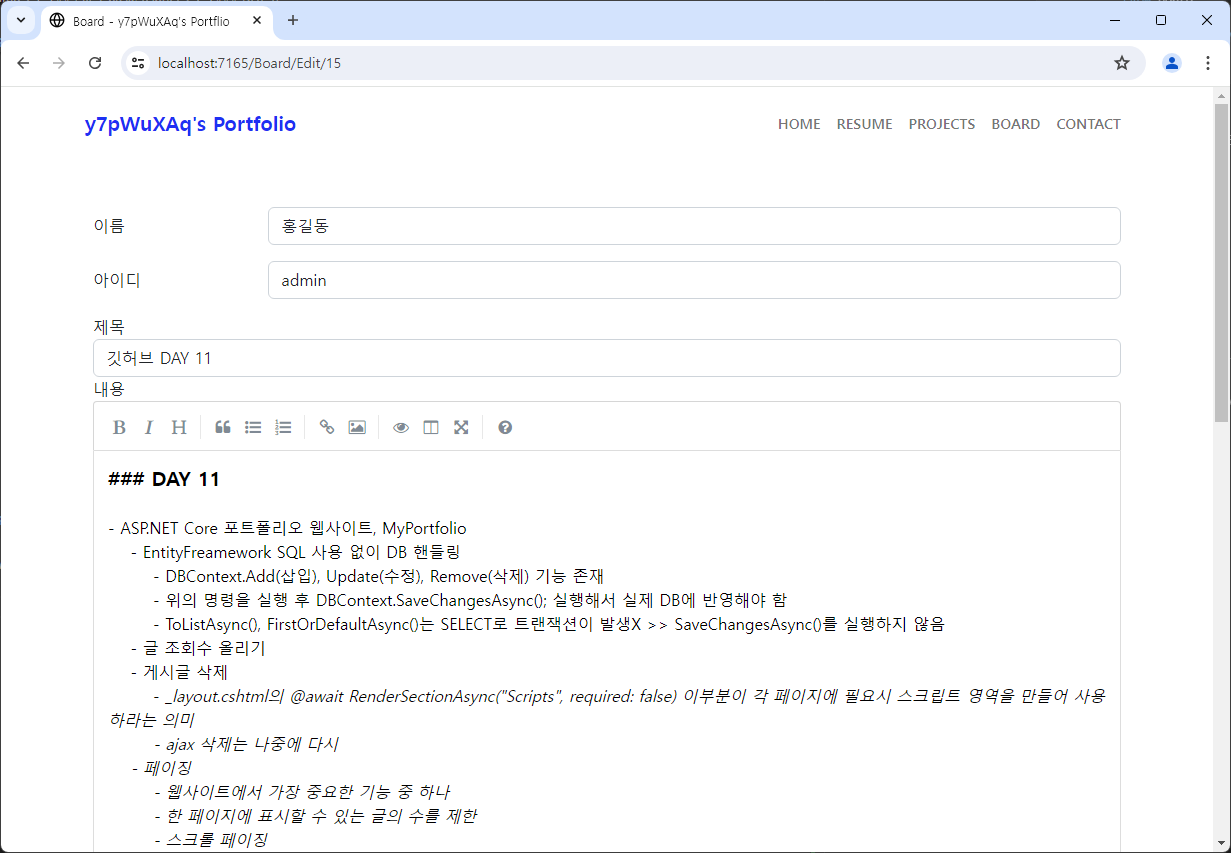 Board - y7pWuXAq's Portflio
localhost:7165/Board/Edit/15
y7pWuXAq's Portfolio
HOME RESUME PROJECTS BOARD CONTACT
이름
홍길동
아이디
admin
제목
깃허브 DAY 11
내용
B I H
### DAY 11
- ASP.NET Core 포트폴리오 웹사이트, MyPortfolio
- EntityFreamework SQL 사용 없이 DB 핸들링
- DBContext.Add(삽입), Update(수정), Remove(삭제) 기능 존재
- 위의 명령을 실행 후 DBContext.SaveChangesAsync(); 실행해서 실제 DB에 반영해야 함
- ToListAsync(), FirstOrDefaultAsync()는 SELECT로 트랜잭션이 발생X >> SaveChangesAsync()를 실행하지 않음
- 글 조회수 올리기
- 게시글 삭제
- _layout.cshtml의 @await RenderSectionAsync("Scripts", required: false) 이부분이 각 페이지에 필요시 스크립트 영역을 만들어 사용
하라는 의미
- ajax 삭제는 나중에 다시
- 페이징
- 웹사이트에서 가장 중요한 기능 중 하나
- 한 페이지에 표시할 수 있는 글의 수를 제한
- 스크롤 페이징